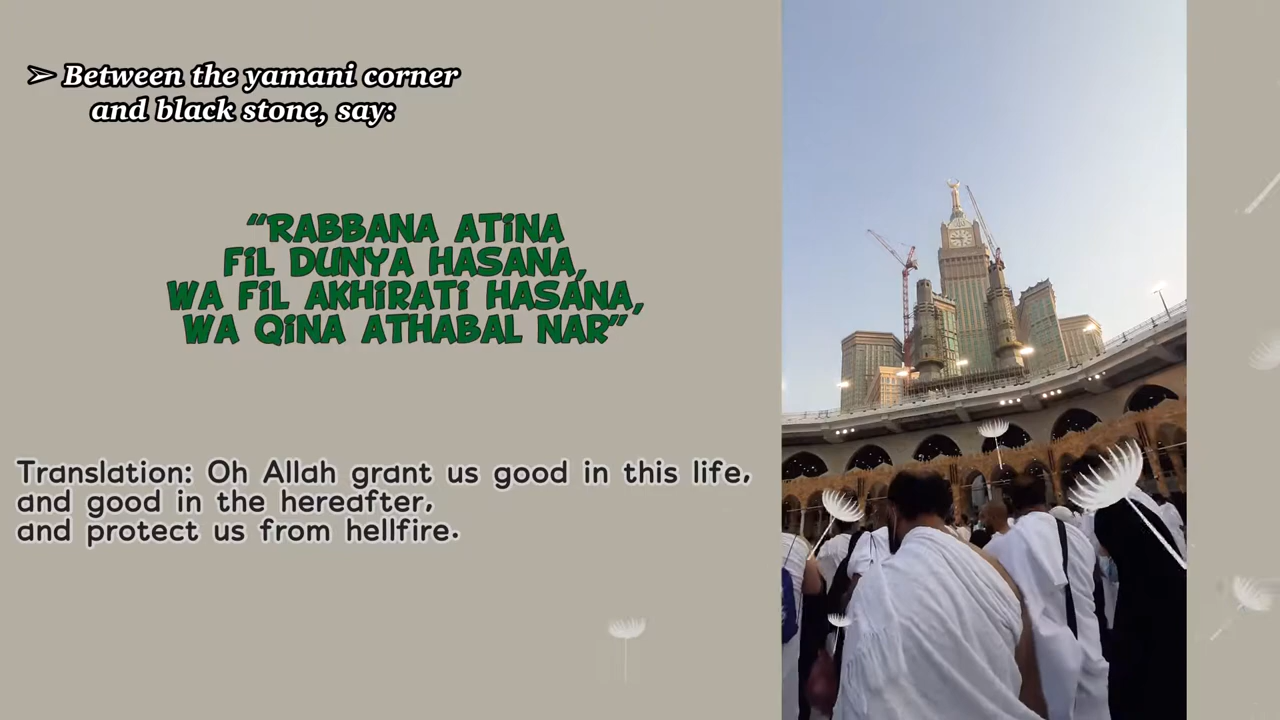 ➢ Between the yamani corner
and black stone, say:
“RABBANA ATiNA
FiL DUNYA HASANA,
WA FiL AKHiRATi HASANA,
WA QiNA ATHABAL NAR”
Translation: Oh Allah grant us good in this life,
and good in the hereafter,
and protect us from hellfire.